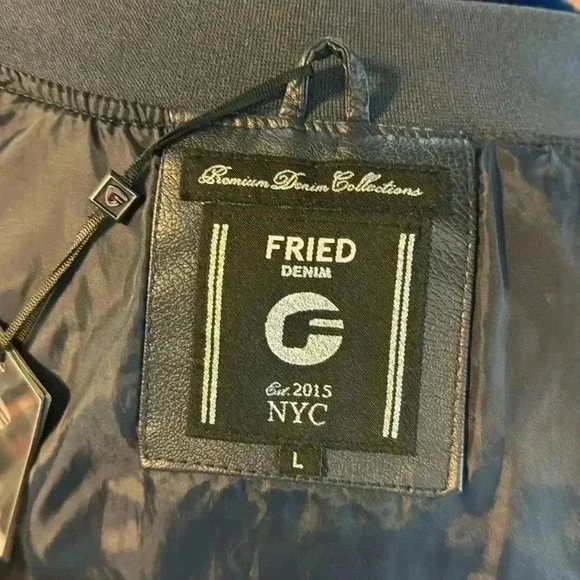 Premium Denim Collections
FRIED
DENIM
Est. 2015
NYC
L